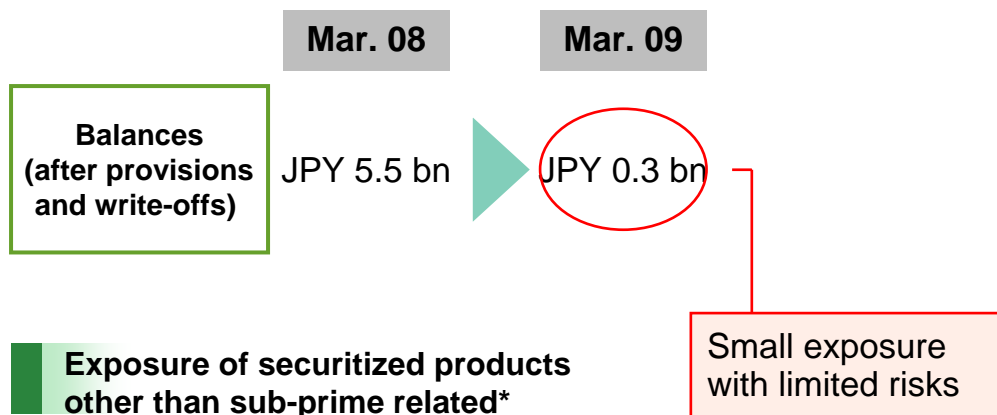 Mar. 08 Mar. 09
Balances
(after provisions
and write-offs)
JPY 5.5 bn JPY 0.3 bn
Small exposure
with limited risks
Exposure of securitized products
other than sub-prime related*